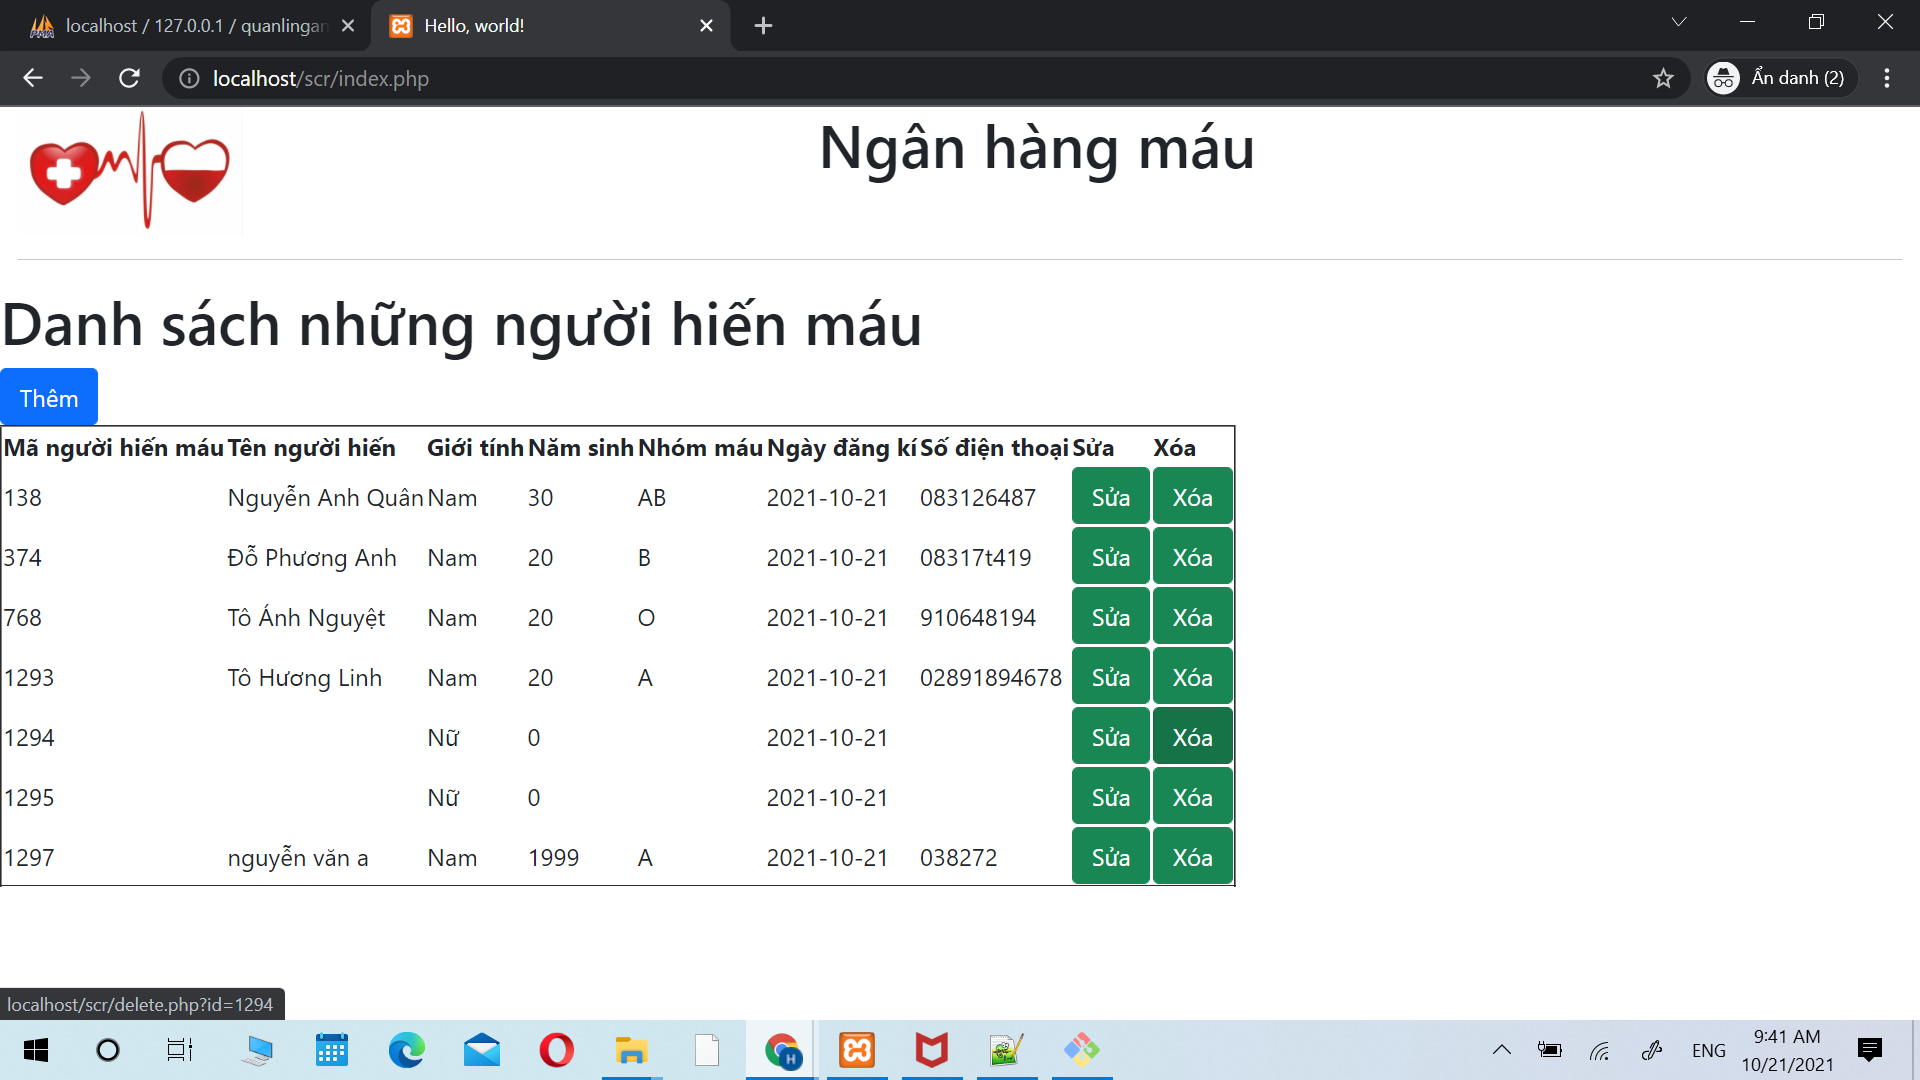 localhost / 127.0.0.1 / quanlingan
Hello, world!
localhost/scr/index.php
Ẩn danh (2)
Ngân hàng máu
Danh sách những người hiến máu
Thêm
Mã người hiến máu Tên người hiến Giới tính Năm sinh Nhóm máu Ngày đăng kí Số điện thoại Sửa Xóa
138 Nguyễn Anh Quân Nam 30 AB 2021-10-21 083126487 Sửa Xóa
374 Đỗ Phương Anh Nam 20 B 2021-10-21 08317t419 Sửa Xóa
768 Tô Ánh Nguyệt Nam 20 O 2021-10-21 910648194 Sửa Xóa
1293 Tô Hương Linh Nam 20 A 2021-10-21 02891894678 Sửa Xóa
1294 Nữ 0 2021-10-21 Sửa Xóa
1295 Nữ 0 2021-10-21 Sửa Xóa
1297 nguyễn văn a Nam 1999 A 2021-10-21 038272 Sửa Xóa
localhost/scr/delete.php?id=1294
H
ENG
9:41 AM
10/21/2021